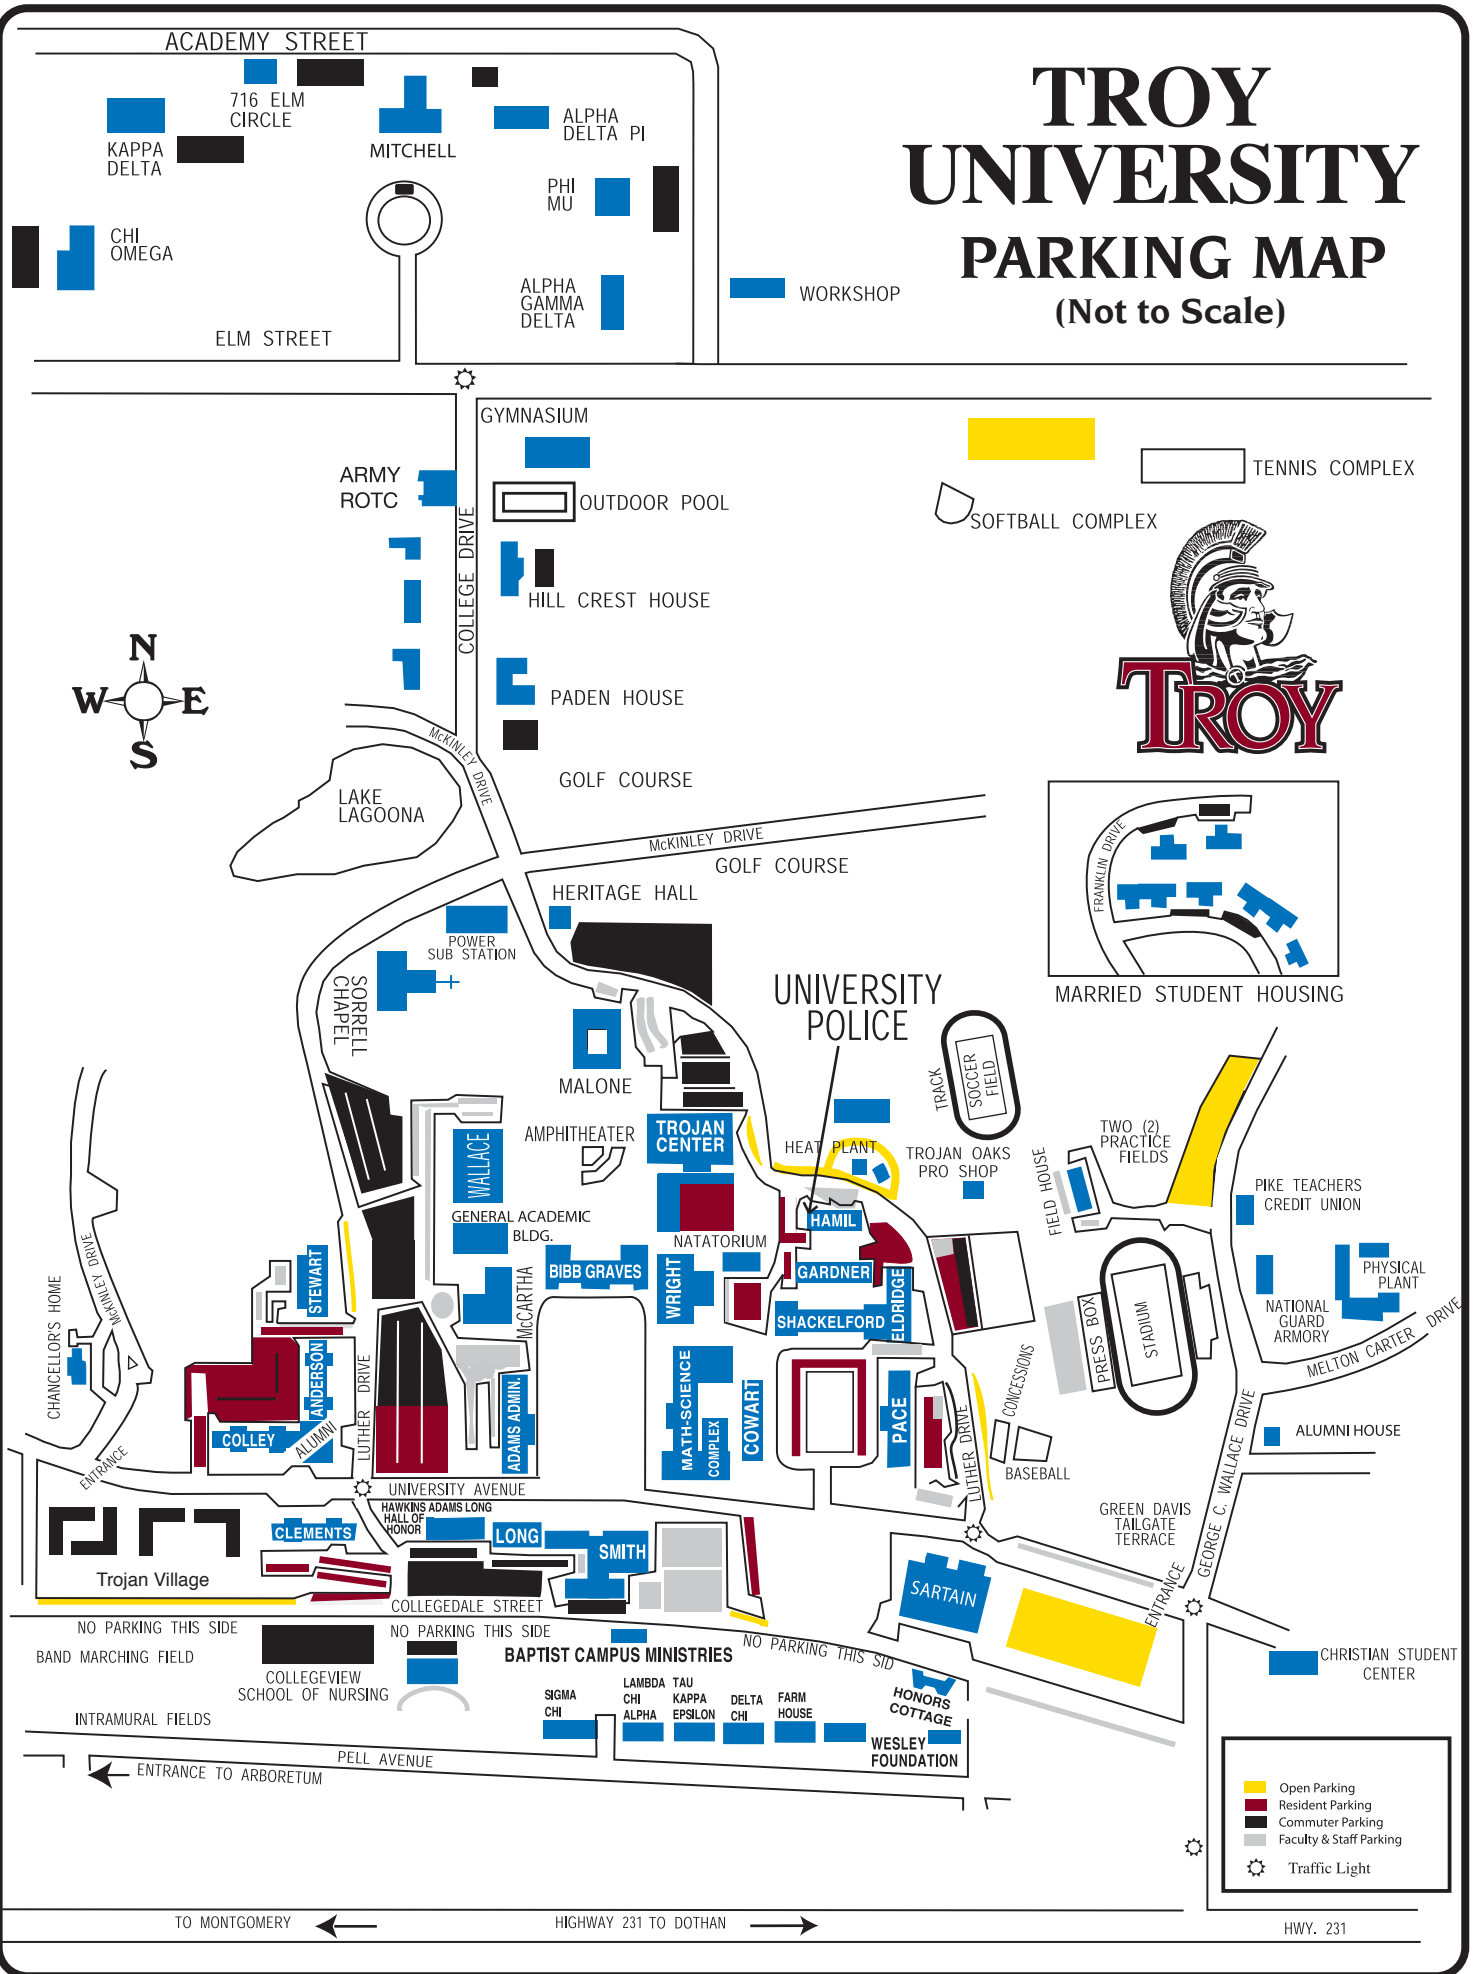 ACADEMY STREET
TROY
UNIVERSITY
PARKING MAP
(Not to Scale)
716 ELM
CIRCLE
KAPPA
DELTA
MITCHELL
ALPHA
DELTA PI
PHI
MU
CHI
OMEGA
ALPHA
GAMMA
DELTA
WORKSHOP
ELM STREET
GYMNASIUM
ARMY
ROTC
OUTDOOR POOL
TENNIS COMPLEX
SOFTBALL COMPLEX
COLLEGE DRIVE
HILL CREST HOUSE
N
W
E
S
PADEN HOUSE
TROY
McKINLEY DRIVE
GOLF COURSE
LAKE
LAGOONA
McKINLEY DRIVE
GOLF COURSE
FRANKLIN DRIVE
MARRIED STUDENT HOUSING
HERITAGE HALL
POWER
SUB STATION
SORRELL
CHAPEL
UNIVERSITY
POLICE
MALONE
TRACK
SOCCER
FIELD
AMPHITHEATER
TROJAN
CENTER
HEAT PLANT
TROJAN OAKS
PRO SHOP
FIELD HOUSE
TWO (2)
PRACTICE
FIELDS
PIKE TEACHERS
CREDIT UNION
WALLACE
GENERAL ACADEMIC
BLDG.
NATATORIUM
HAMIL
GARDNER
SHACKELFORD
ELDRIDGE
BIBB GRAVES
WRIGHT
McCARTHA
STEWART
McKINLEY DRIVE
CHANCELLOR'S HOME
PHYSICAL
PLANT
NATIONAL
GUARD
ARMORY
MELTON CARTER DRIVE
PRESS BOX
STADIUM
ANDERSON
LUTHER DRIVE
COLLEY
ALUMNI
ADAMS ADMIN.
MATH-SCIENCE
COMPLEX
COWART
PACE
LUTHER DRIVE
CONCESSIONS
BASEBALL
GEORGE C. WALLACE DRIVE
ALUMNI HOUSE
ENTRANCE
UNIVERSITY AVENUE
HAWKINS ADAMS LONG
HALL OF
HONOR
CLEMENTS
LONG
SMITH
GREEN DAVIS
TAILGATE
TERRACE
ENTRANCE
Trojan Village
SARTAIN
COLLEGEDALE STREET
NO PARKING THIS SIDE
NO PARKING THIS SIDE
NO PARKING THIS SID
BAND MARCHING FIELD
BAPTIST CAMPUS MINISTRIES
CHRISTIAN STUDENT
CENTER
COLLEGEVIEW
SCHOOL OF NURSING
HONORS
COTTAGE
SIGMA
CHI
LAMBDA
CHI
ALPHA
TAU
KAPPA
EPSILON
DELTA
CHI
FARM
HOUSE
WESLEY
FOUNDATION
INTRAMURAL FIELDS
PELL AVENUE
ENTRANCE TO ARBORETUM
Open Parking
Resident Parking
Commuter Parking
Faculty & Staff Parking
Traffic Light
TO MONTGOMERY
HIGHWAY 231 TO DOTHAN
HWY. 231